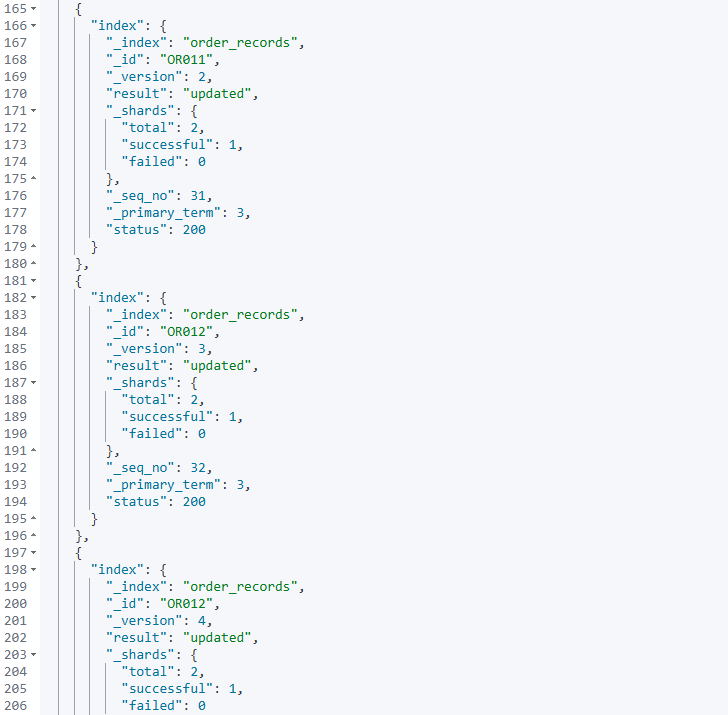 165 {
166 "index": {
167 "_index": "order_records",
168 "_id": "OR011",
169 "_version": 2,
170 "result": "updated",
171 "_shards": {
172 "total": 2,
173 "successful": 1,
174 "failed": 0
175 },
176 "_seq_no": 31,
177 "_primary_term": 3,
178 "status": 200
179 }
180 },
181 {
182 "index": {
183 "_index": "order_records",
184 "_id": "OR012",
185 "_version": 3,
186 "result": "updated",
187 "_shards": {
188 "total": 2,
189 "successful": 1,
190 "failed": 0
191 },
192 "_seq_no": 32,
193 "_primary_term": 3,
194 "status": 200
195 }
196 },
197 {
198 "index": {
199 "_index": "order_records",
200 "_id": "OR012",
201 "_version": 4,
202 "result": "updated",
203 "_shards": {
204 "total": 2,
205 "successful": 1,
206 "failed": 0